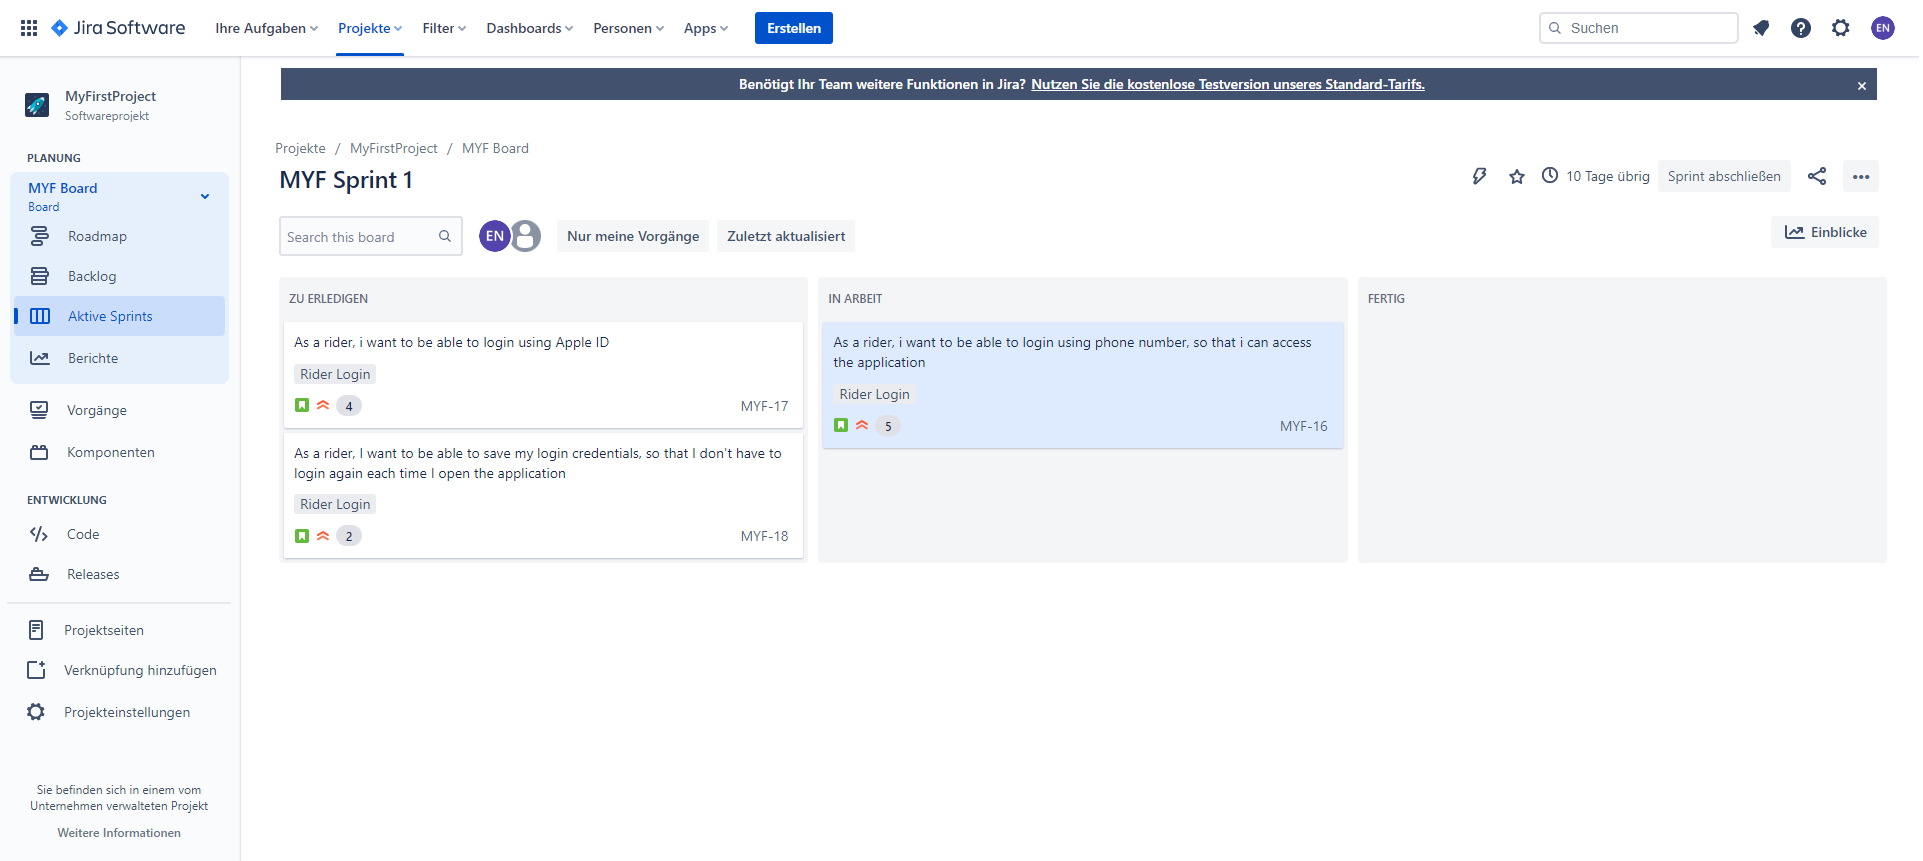 Jira Software
Ihre Aufgaben
Projekte
Filter
Dashboards
Personen
Apps
Erstellen
Suchen
EN
MyFirstProject
Softwareprojekt
PLANUNG
MYF Board
Board
Roadmap
Backlog
Aktive Sprints
Berichte
Vorgänge
Komponenten
ENTWICKLUNG
Code
Releases
Projektseiten
Verknüpfung hinzufügen
Projekteinstellungen
Sie befinden sich in einem vom
Unternehmen verwalteten Projekt
Weitere Informationen
Benötigt Ihr Team weitere Funktionen in Jira? Nutzen Sie die kostenlose Testversion unseres Standard-Tarifs.
Projekte / MyFirstProject / MYF Board
MYF Sprint 1
10 Tage übrig
Sprint abschließen
Search this board
EN
Nur meine Vorgänge
Zuletzt aktualisiert
Einblicke
ZU ERLEDIGEN
As a rider, i want to be able to login using Apple ID
Rider Login
4
MYF-17
As a rider, I want to be able to save my login credentials, so that I don't have to
login again each time I open the application
Rider Login
2
MYF-18
IN ARBEIT
As a rider, i want to be able to login using phone number, so that i can access
the application
Rider Login
5
MYF-16
FERTIG